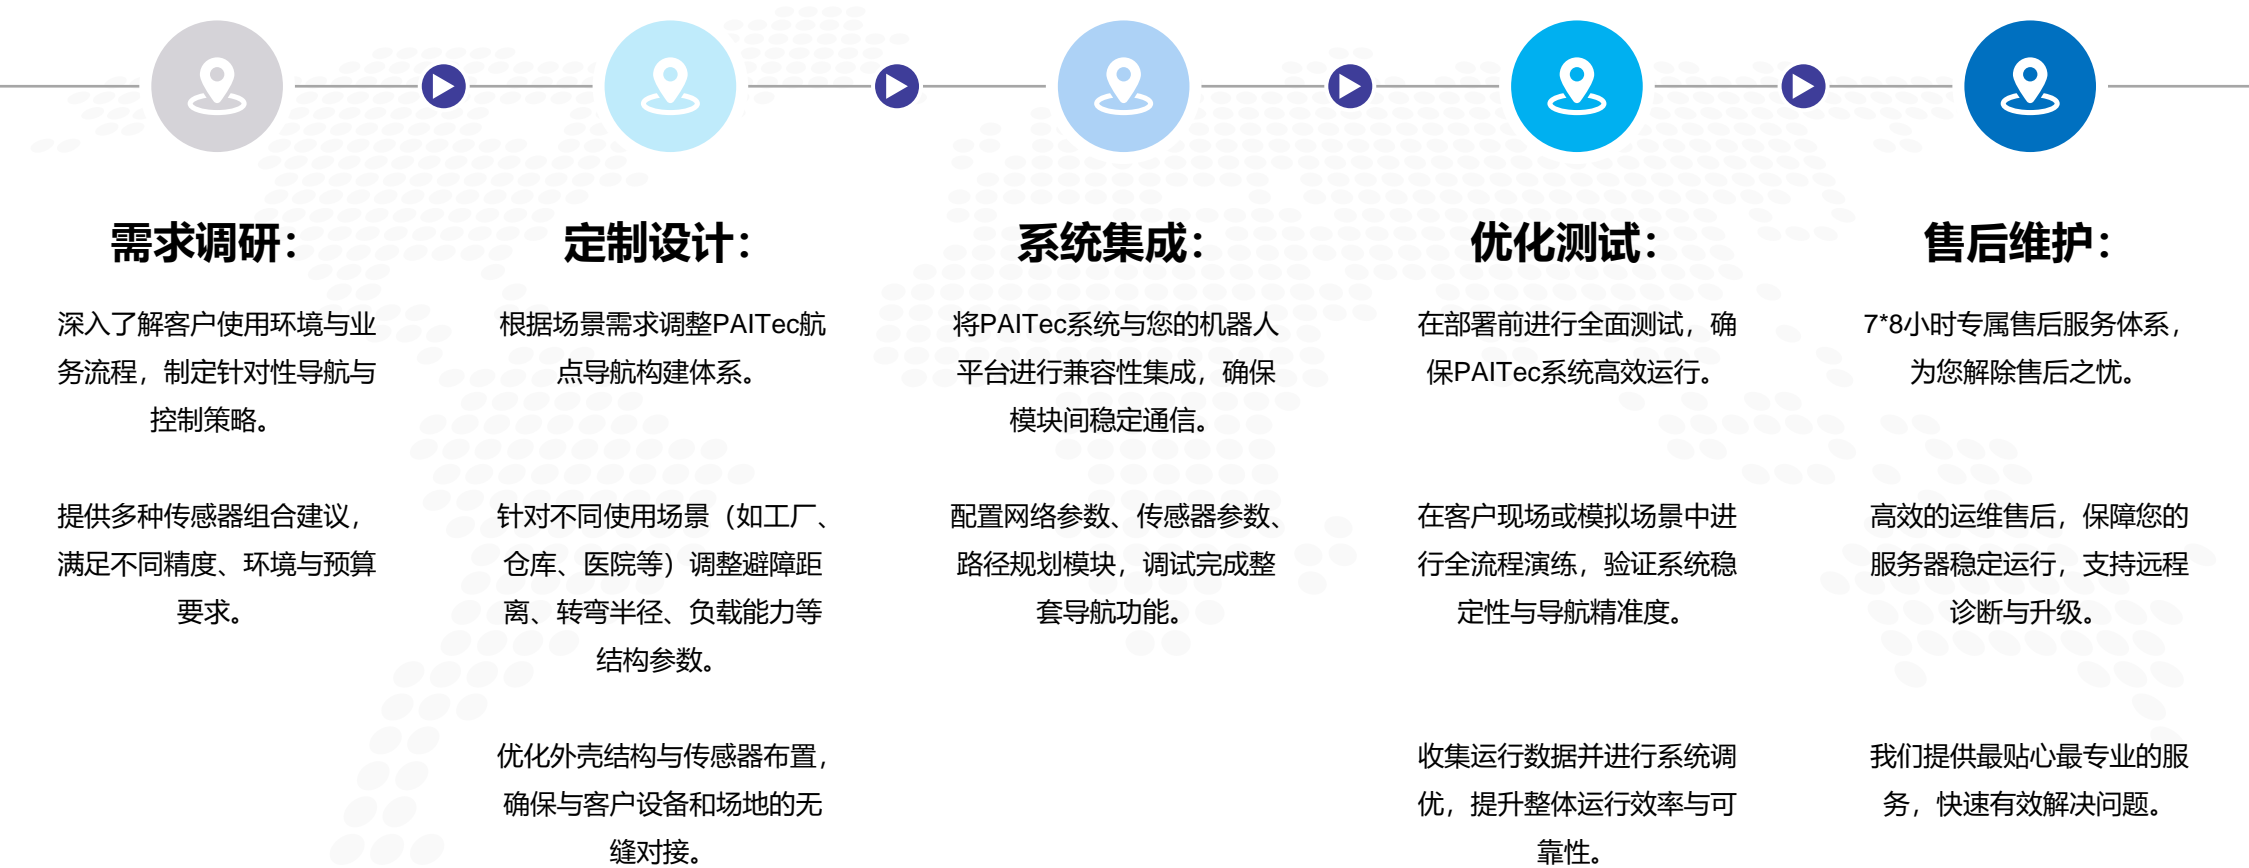 需求调研：
深入了解客户使用环境与业
务流程，制定针对性导航与
控制策略。
提供多种传感器组合建议，
满足不同精度、环境与预算
要求。
定制设计：
根据场景需求调整PAITec航
点导航构建体系。
针对不同使用场景（如工厂、
仓库、医院等）调整避障距
离、转弯半径、负载能力等
结构参数。
优化外壳结构与传感器布置，
确保与客户设备和场地的无
缝对接。
系统集成：
将PAITec系统与您的机器人
平台进行兼容性集成，确保
模块间稳定通信。
配置网络参数、传感器参数、
路径规划模块，调试完成整
套导航功能。
优化测试：
在部署前进行全面测试，确
保PAITec系统高效运行。
在客户现场或模拟场景中进
行全流程演练，验证系统稳
定性与导航精准度。
收集运行数据并进行系统调
优，提升整体运行效率与可
靠性。
售后维护：
7*8小时专属售后服务体系，
为您解除售后之忧。
高效的运维售后，保障您的
服务器稳定运行，支持远程
诊断与升级。
我们提供最贴心最专业的服
务，快速有效解决问题。